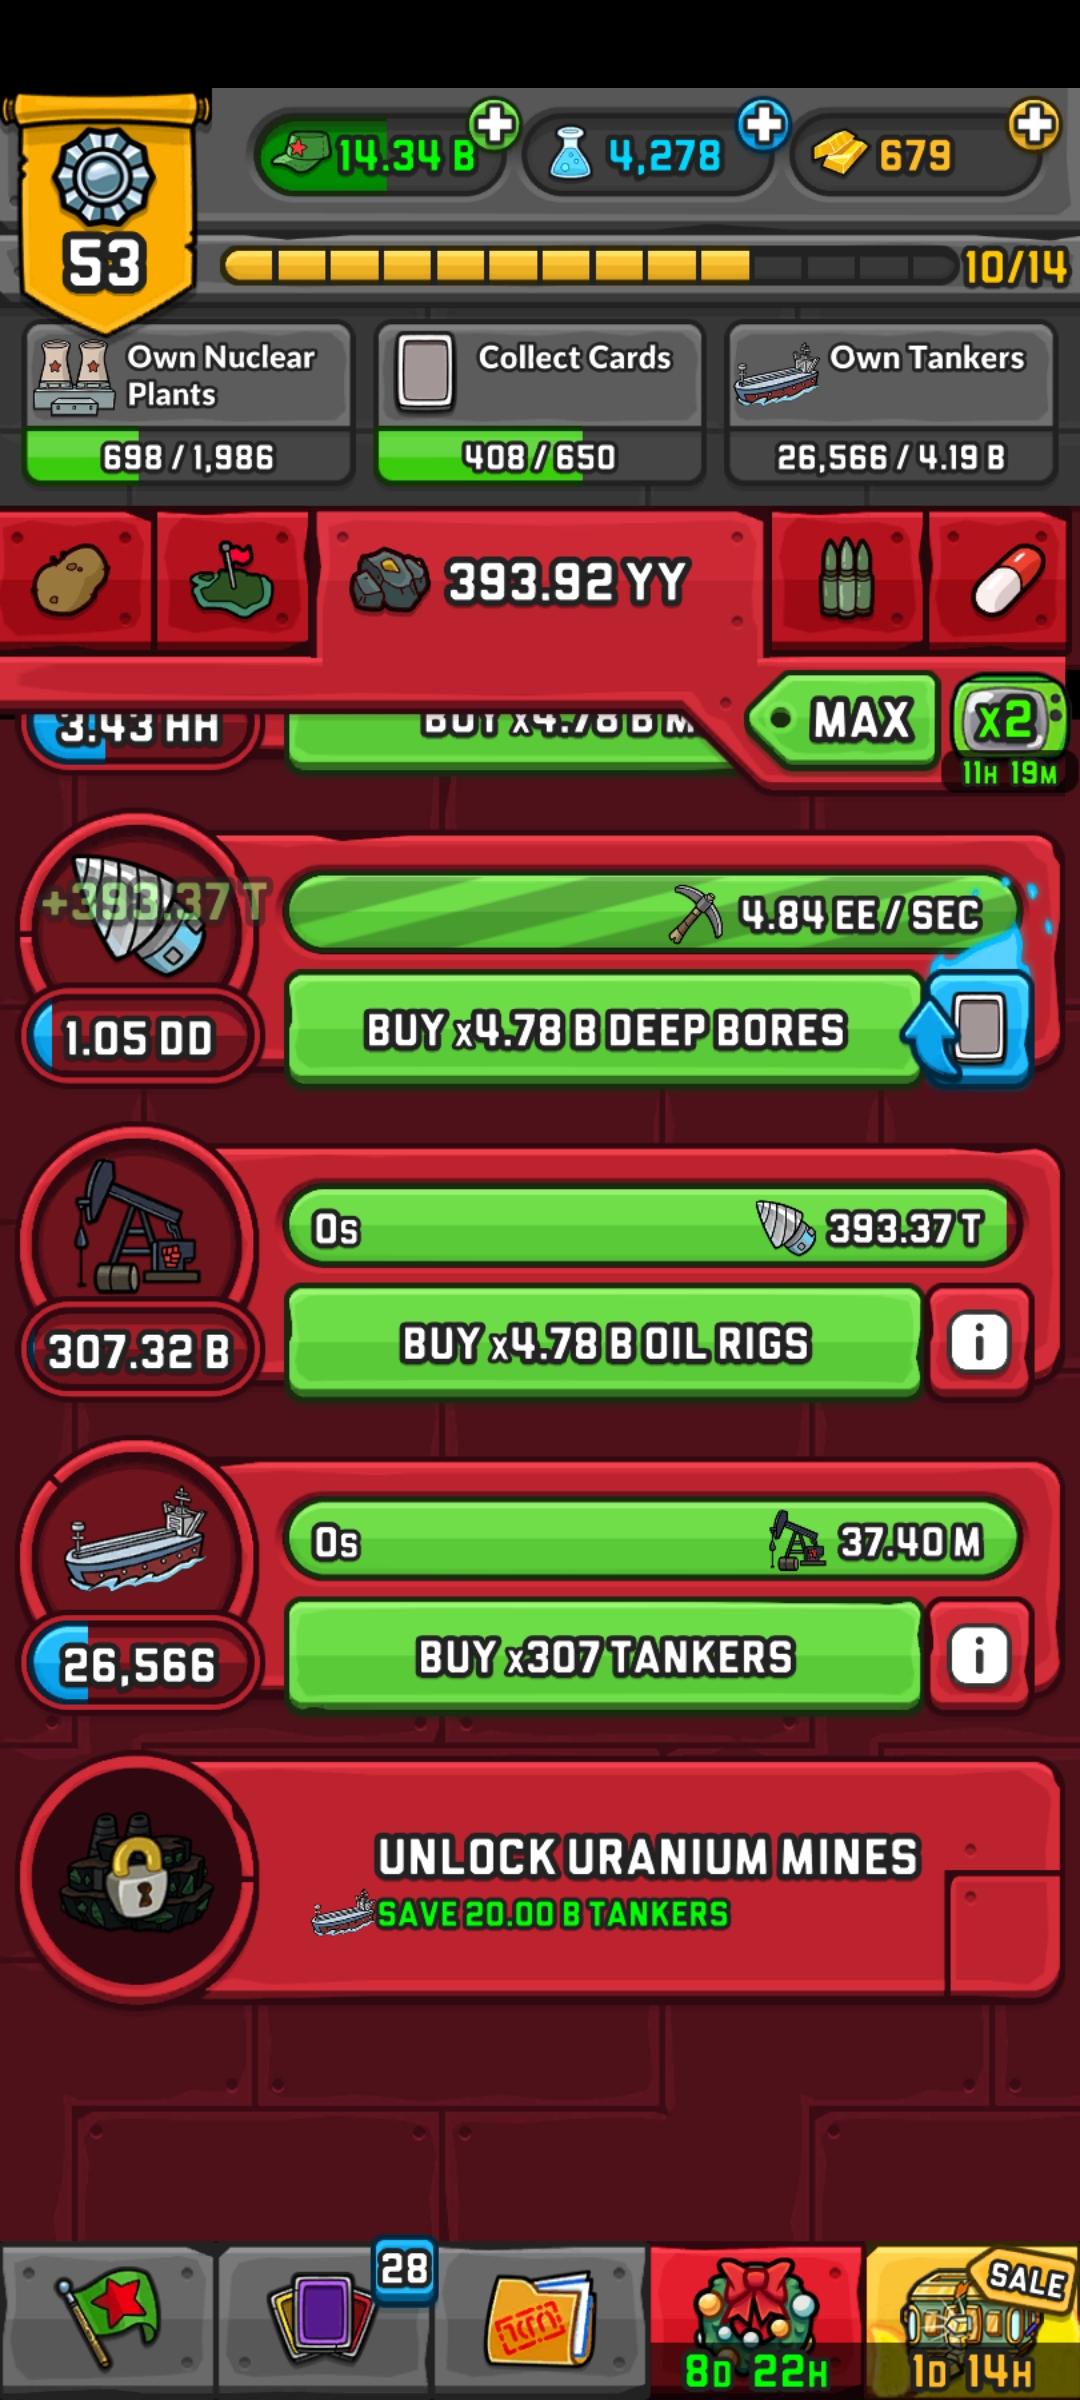 14.34 B
4,278
679
53
10/14
Own Nuclear
Plants
698 / 1,986
Collect Cards
408 / 650
Own Tankers
26,566 / 4.19 B
393.92 YY
MAX
x2
11H 19M
3.43 HH
BUY x4.78 B M
+393.37 T
4.84 EE / SEC
1.05 DD
BUY x4.78 B DEEP BORES
0s
393.37 T
307.32 B
BUY x4.78 B OIL RIGS
i
0s
37.40 M
26,566
BUY x307 TANKERS
i
UNLOCK URANIUM MINES
SAVE 20.00 B TANKERS
28
SALE
8D 22H
1D 14H